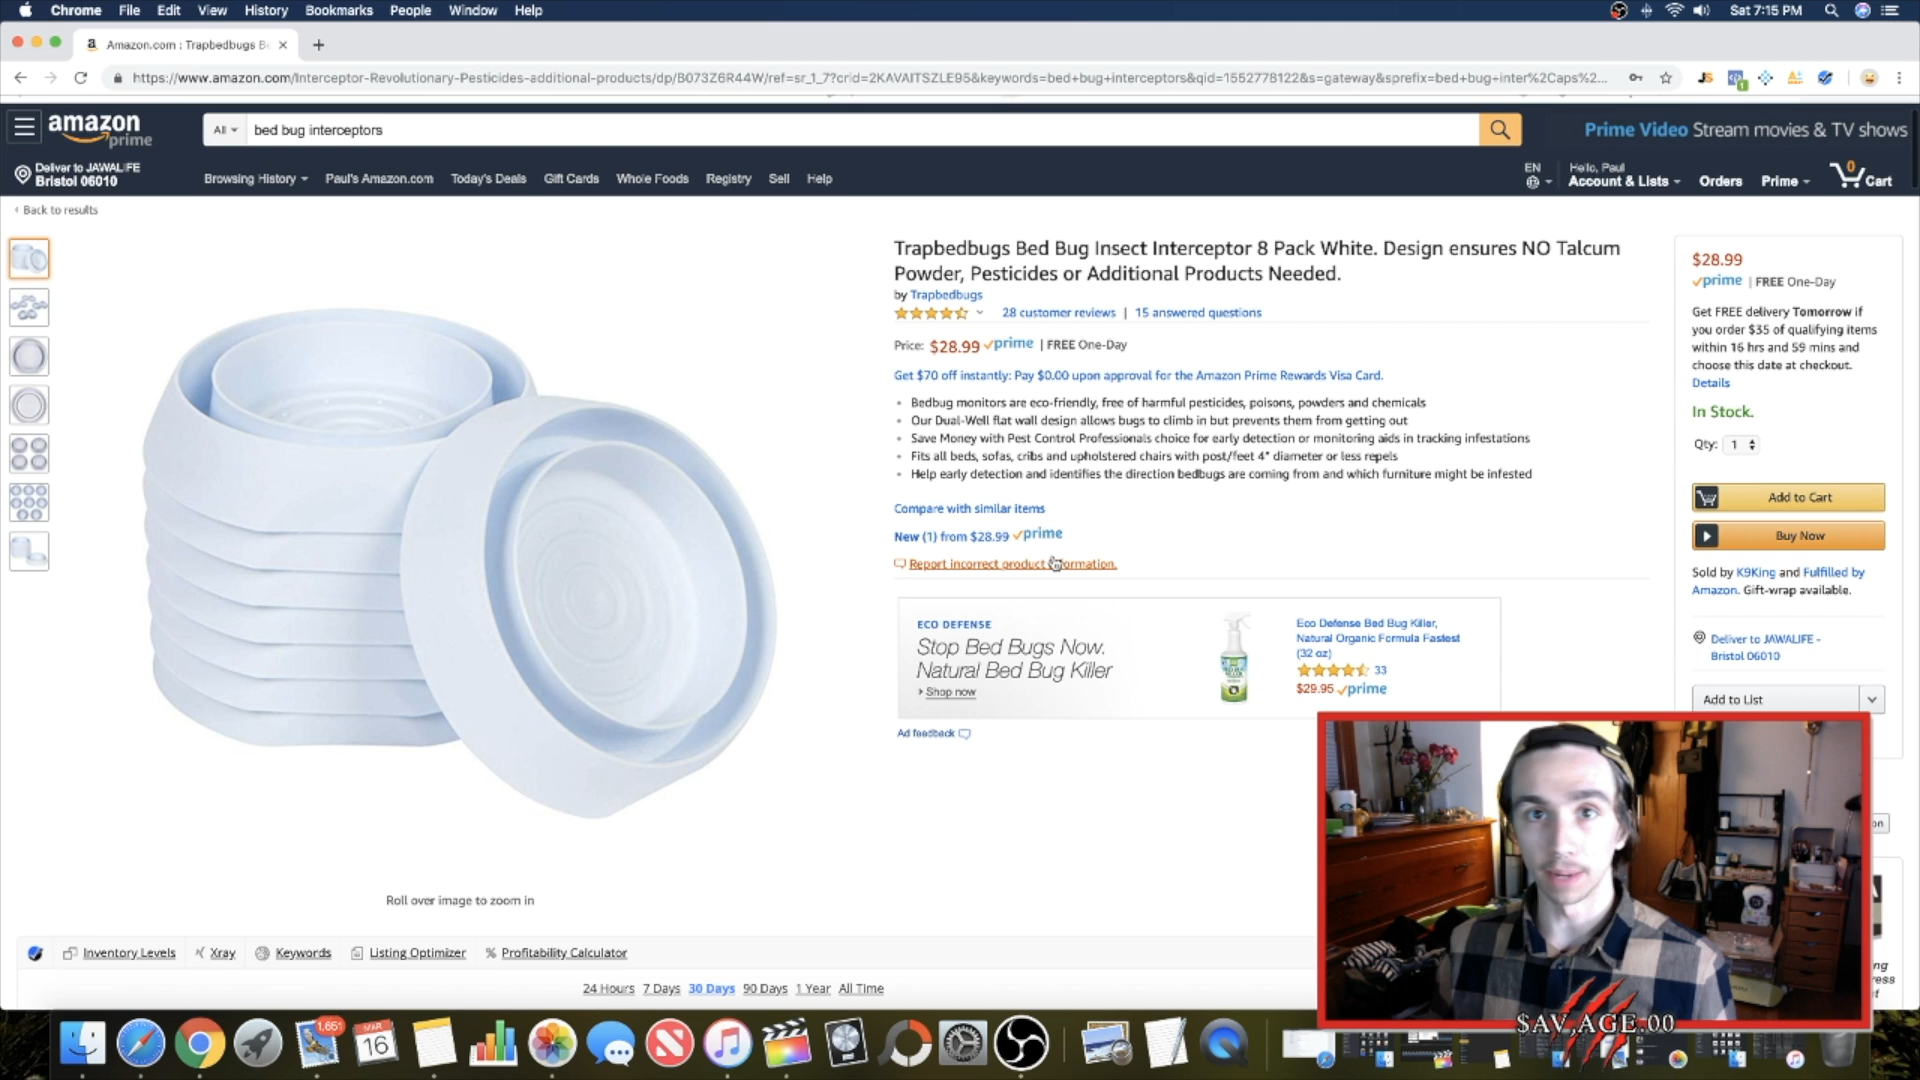 Chrome File Edit View History Bookmarks People Window Help
Sat 7:15 PM
Amazon.com : Trapbedbugs Be
https://www.amazon.com/Interceptor-Revolutionary-Pesticides-additional-products/dp/B073Z6R44W/ref=sr_1_7?crid=2KAVAITSZLE95&keywords=bed+bug+interceptors&qid=1552778122&s=gateway&sprefix=bed+bug+inter%2Caps%2...
amazon
prime
All
bed bug interceptors
Prime Video Stream movies & TV shows
Deliver to JAWALIFE
Bristol 06010
Browsing History Paul's Amazon.com Today's Deals Gift Cards Whole Foods Registry Sell Help
EN
Hello, Paul
Account & Lists Orders Prime
0
Cart
Back to results
Trapbedbugs Bed Bug Insect Interceptor 8 Pack White. Design ensures NO Talcum
Powder, Pesticides or Additional Products Needed.
by Trapbedbugs
28 customer reviews | 15 answered questions
Price: $28.99 prime | FREE One-Day
Get $70 off instantly: Pay $0.00 upon approval for the Amazon Prime Rewards Visa Card.
Bedbug monitors are eco-friendly, free of harmful pesticides, poisons, powders and chemicals
Our Dual-Well flat wall design allows bugs to climb in but prevents them from getting out
Save Money with Pest Control Professionals choice for early detection or monitoring aids in tracking infestations
Fits all beds, sofas, cribs and upholstered chairs with post/feet 4" diameter or less repels
Help early detection and identifies the direction bedbugs are coming from and which furniture might be infested
Compare with similar items
New (1) from $28.99 prime
Report incorrect product information.
ECO DEFENSE
Stop Bed Bugs Now.
Natural Bed Bug Killer
Shop now
Eco Defense Bed Bug Killer,
Natural Organic Formula Fastest
(32 oz)
33
$29.95 prime
Ad feedback
$28.99
prime | FREE One-Day
Get FREE delivery Tomorrow if
you order $35 of qualifying items
within 16 hrs and 59 mins and
choose this date at checkout.
Details
In Stock.
Qty: 1
Add to Cart
Buy Now
Sold by K9King and Fulfilled by
Amazon. Gift-wrap available.
Deliver to JAWALIFE -
Bristol 06010
Add to List
Roll over image to zoom in
Inventory Levels Xray Keywords Listing Optimizer Profitability Calculator
24 Hours 7 Days 30 Days 90 Days 1 Year All Time
$AV,AGE.00
1,651
MAR
16